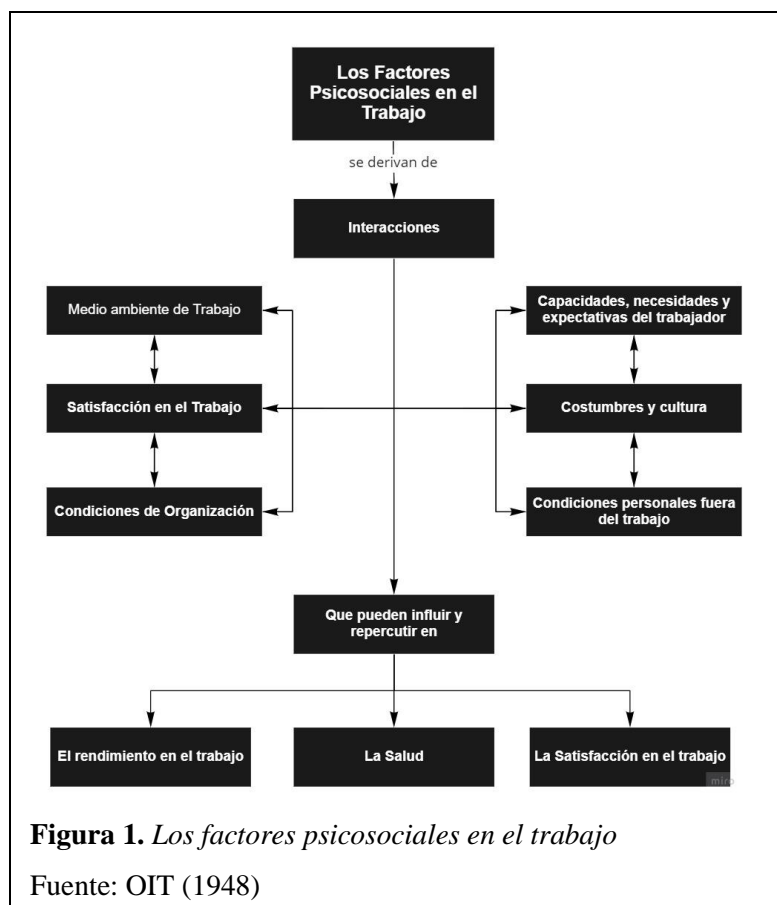 Los Factores
Psicosociales en el
Trabajo
se derivan de
Interacciones
Medio ambiente de Trabajo
Capacidades, necesidades y
expectativas del trabajador
Satisfacción en el Trabajo
Costumbres y cultura
Condiciones de Organización
Condiciones personales fuera
del trabajo
Que pueden influir y
repercutir en
El rendimiento en el trabajo
La Salud
La Satisfacción en el trabajo
miro
Figura 1. Los factores psicosociales en el trabajo
Fuente: OIT (1948)